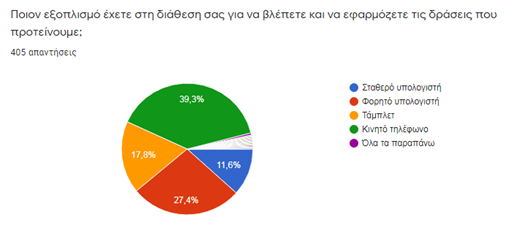 Ποιον εξοπλισμό έχετε στη διάθεση σας για να βλέπετε και να εφαρμόζετε τις δράσεις που
προτείνουμε;
405 απαντήσεις
39,3%
17,8%
11,6%
27,4%
Σταθερό υπολογιστή
Φορητό υπολογιστή
Τάμπλετ
Κινητό τηλέφωνο
Όλα τα παραπάνω